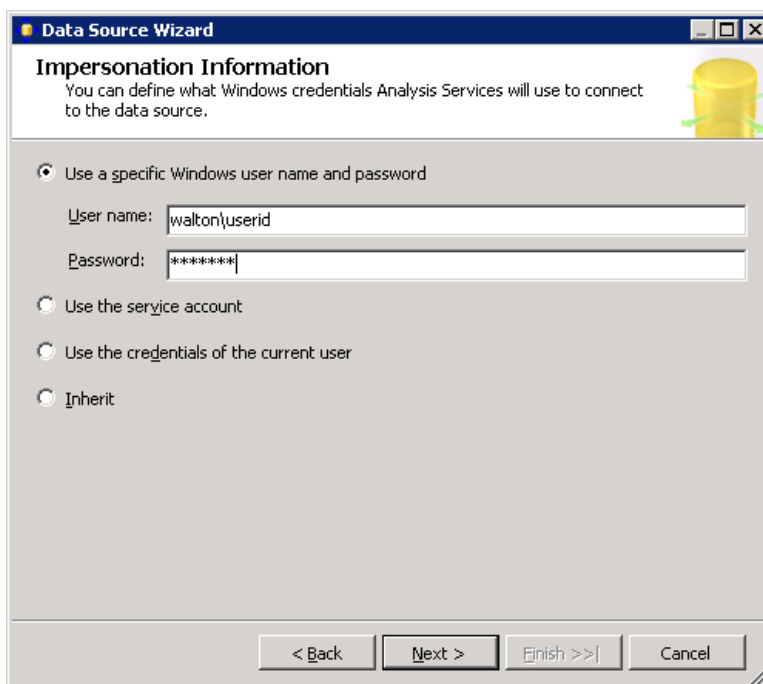 Data Source Wizard
Impersonation Information
You can define what Windows credentials Analysis Services will use to connect
to the data source.
Use a specific Windows user name and password
User name: walton\userid
Password: *******
Use the service account
Use the credentials of the current user
Inherit
< Back Next > Finish >>| Cancel